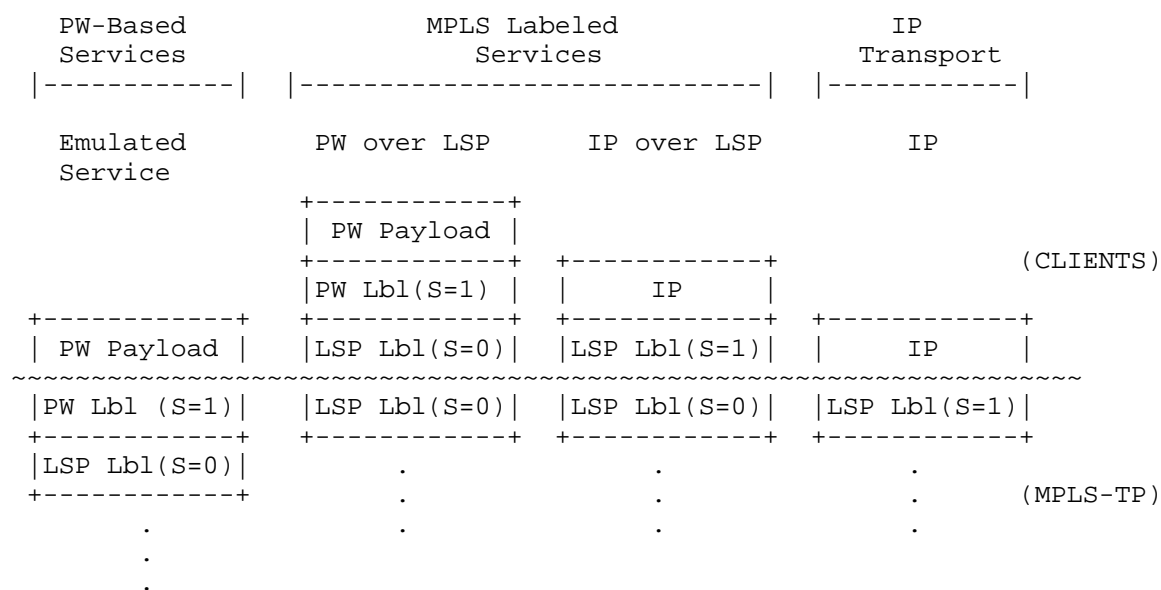 PW-Based               MPLS Labeled                 IP
    Services                  Services              Transport
  |------------|  |-----------------------------|  |------------|

    Emulated        PW over LSP      IP over LSP         IP
    Service
                   +------------+
                   | PW Payload |
                   +------------+  +------------+               (CLIENTS)
                   |PW Lbl(S=1) |  |     IP     |
  +------------+   +------------+  +------------+  +------------+
  | PW Payload |   |LSP Lbl(S=0)|  |LSP Lbl(S=1)|  |     IP     |
 ~~~~~~~~~~~~~~~~~~~~~~~~~~~~~~~~~~~~~~~~~~~~~~~~~~~~~~~~~~~~~~~~~~~
  |PW Lbl (S=1)|   |LSP Lbl(S=0)|  |LSP Lbl(S=0)|  |LSP Lbl(S=1)|
  +------------+   +------------+  +------------+  +------------+
  |LSP Lbl(S=0)|         .               .               .
  +------------+         .               .               .      (MPLS-TP)
         .               .               .               .
         .
         .